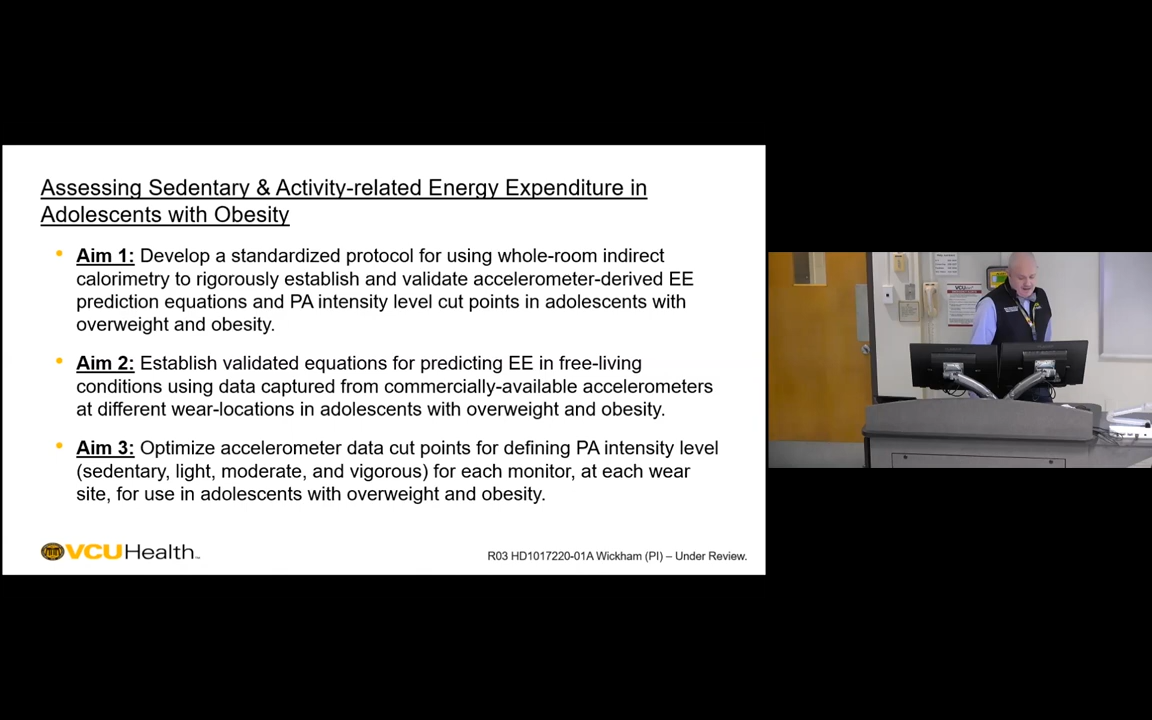 Assessing Sedentary & Activity-related Energy Expenditure in
Adolescents with Obesity
• Aim 1: Develop a standardized protocol for using whole-room indirect
calorimetry to rigorously establish and validate accelerometer-derived EE
prediction equations and PA intensity level cut points in adolescents with
overweight and obesity.
• Aim 2: Establish validated equations for predicting EE in free-living
conditions using data captured from commercially-available accelerometers
at different wear-locations in adolescents with overweight and obesity.
• Aim 3: Optimize accelerometer data cut points for defining PA intensity level
(sedentary, light, moderate, and vigorous) for each monitor, at each wear
site, for use in adolescents with overweight and obesity.
VCUHealth™
R03 HD1017220-01A Wickham (PI) – Under Review.
VCU